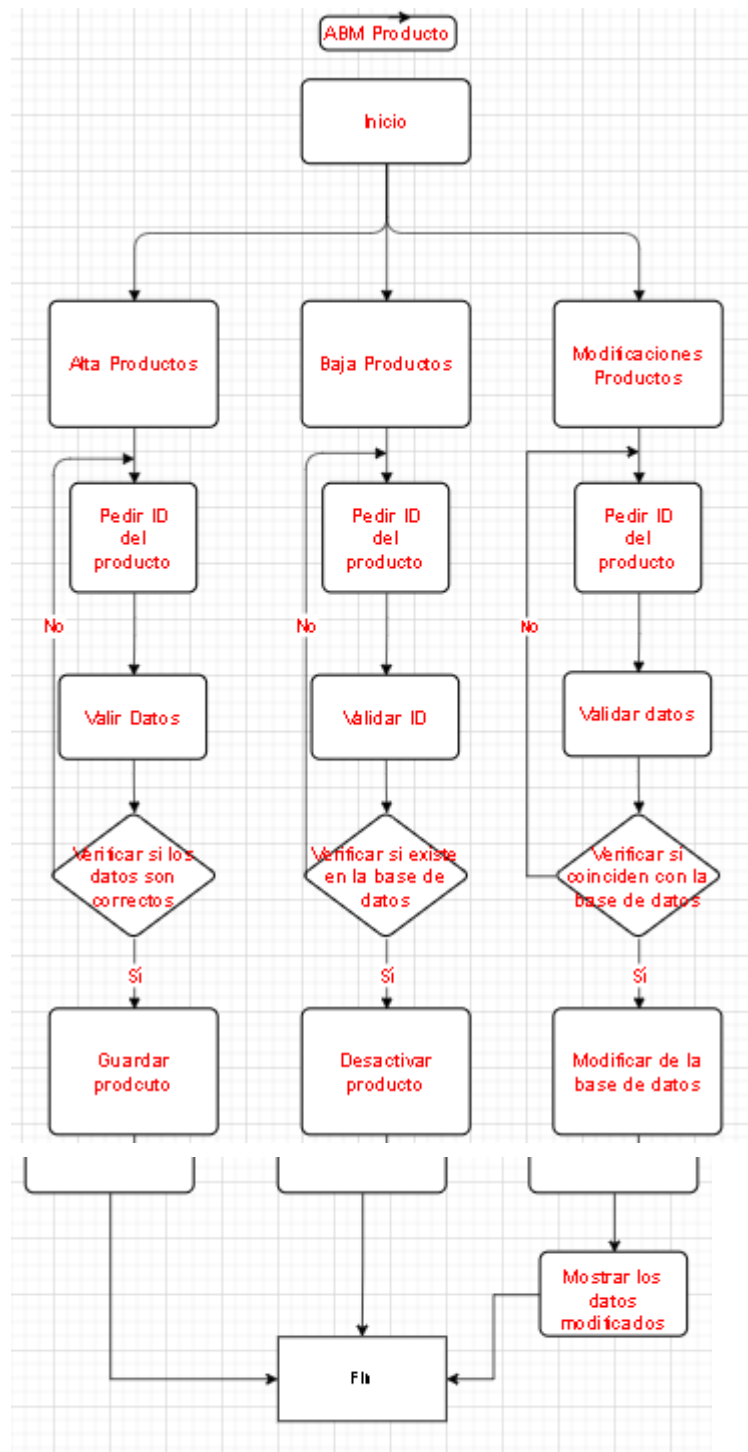 ABM Producto
Inicio
Alta Productos
Baja Productos
Modificaciones
Productos
Pedir ID
del
producto
Pedir ID
del
producto
Pedir ID
del
producto
No
No
No
Valir Datos
Validar ID
Validar datos
Verificar si los
datos son
correctos
Verificar si existe
en la base de
datos
Verificar si
coinciden con la
base de datos
Sí
Sí
Sí
Guardar
prodcuto
Desactivar
producto
Modificar de la
base de datos
Mostrar los
datos
modificados
Fin